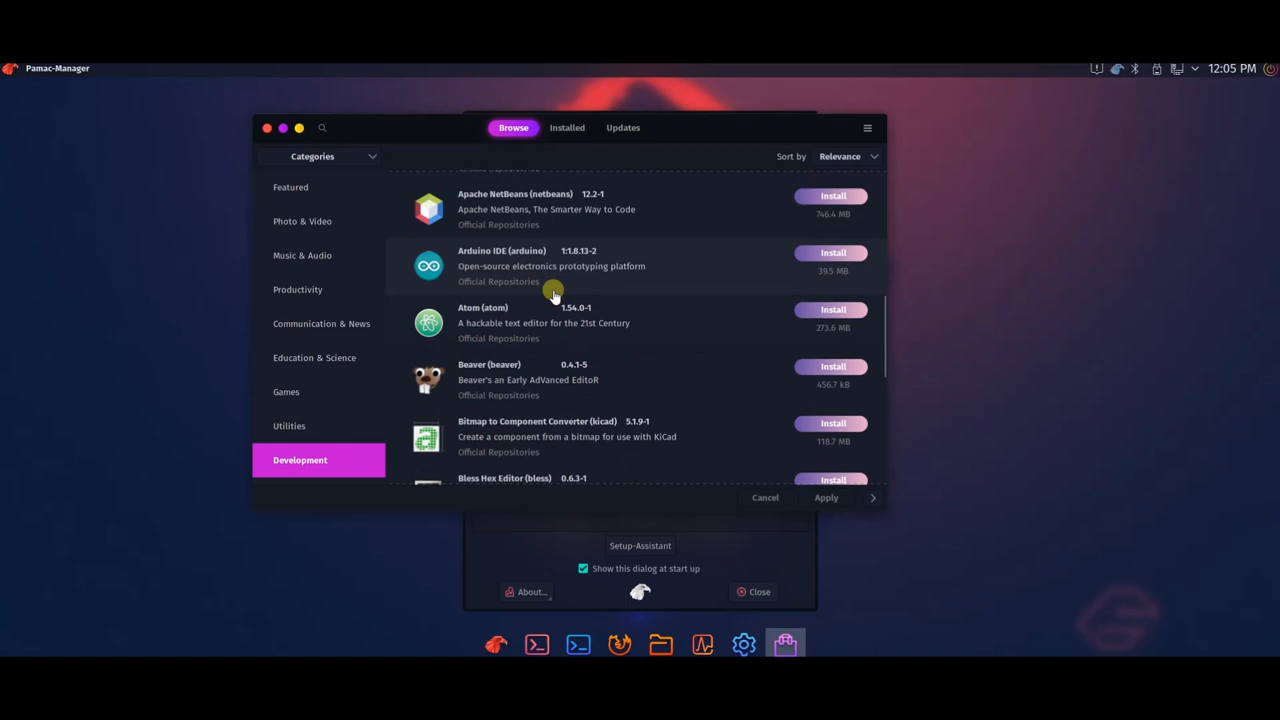 Pamac-Manager
12:05 PM
Browse
Installed
Updates
Categories
Sort by
Relevance
Featured
Photo & Video
Music & Audio
Productivity
Communication & News
Education & Science
Games
Utilities
Development
Apache NetBeans (netbeans) 12.2-1
Apache NetBeans, The Smarter Way to Code
Official Repositories
Install
746.4 MB
Arduino IDE (arduino) 1:1.8.13-2
Open-source electronics prototyping platform
Official Repositories
Install
39.5 MB
Atom (atom) 1.54.0-1
A hackable text editor for the 21st Century
Official Repositories
Install
273.6 MB
Beaver (beaver) 0.4.1-5
Beaver's an Early AdVanced EditoR
Official Repositories
Install
456.7 kB
Bitmap to Component Converter (kicad) 5.1.9-1
Create a component from a bitmap for use with KiCad
Official Repositories
Install
118.7 MB
Bless Hex Editor (bless) 0.6.3-1
Install
Cancel
Apply
Setup-Assistant
Show this dialog at start up
About...
Close